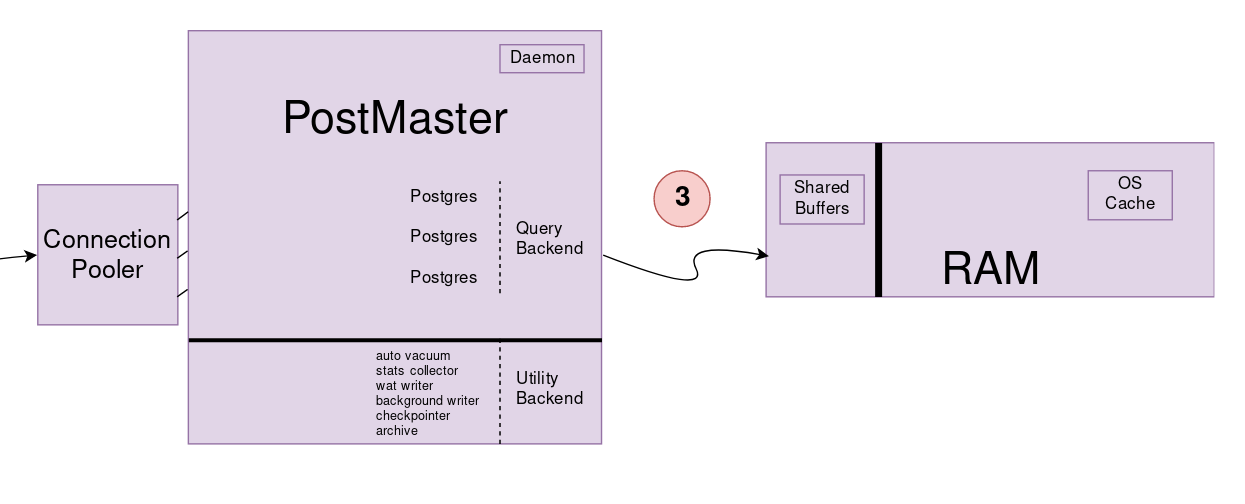 Daemon
PostMaster
Connection
Pooler
Postgres
Postgres
Postgres
Query
Backend
auto vacuum
stats collector
wat writer
background writer
checkpointer
archive
Utility
Backend
3
Shared
Buffers
OS
Cache
RAM